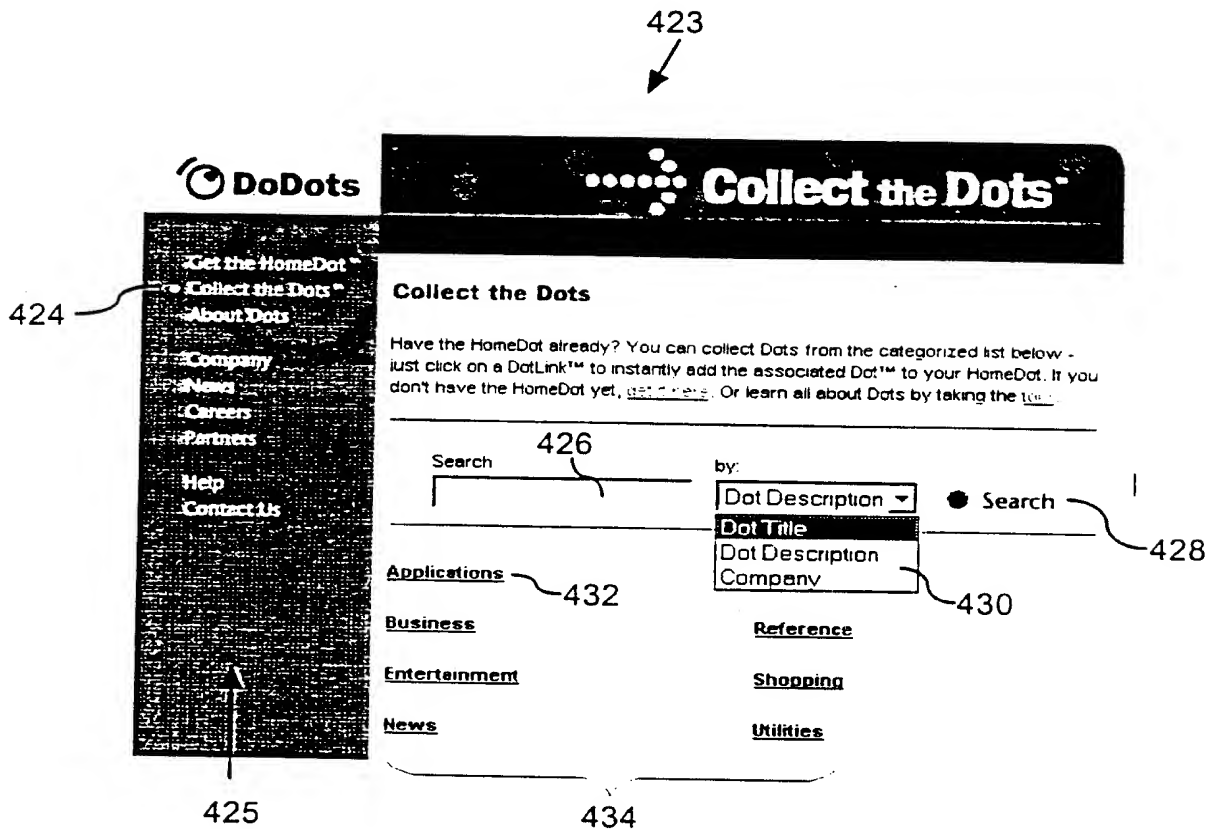 423
DoDots
Collect the Dots™
Get the HomeDot™
Collect the Dots™
About Dots
Company
News
Careers
Partners
Help
Contact Us
424
425
Collect the Dots
Have the HomeDot already? You can collect Dots from the categorized list below -
just click on a DotLink™ to instantly add the associated Dot™ to your HomeDot. If you
don't have the HomeDot yet, Or learn all about Dots by taking the
Search
426
by:
Dot Description
Search
428
Dot Title
Dot Description
Company
430
Applications
432
Business
Entertainment
News
Reference
Shopping
Utilities
434